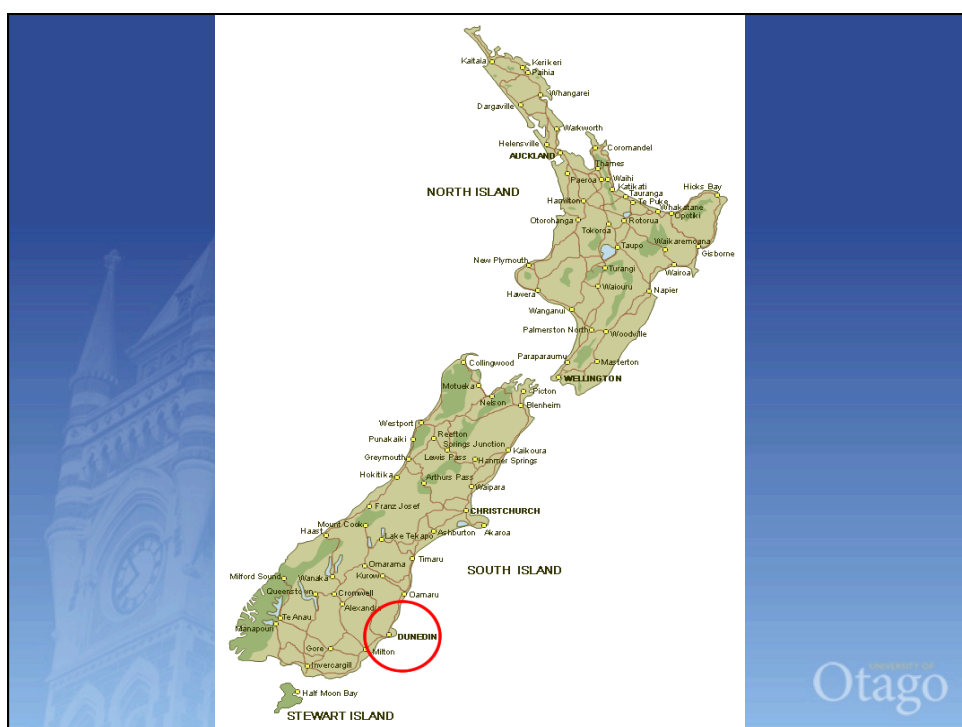 Kaitaia
Kerikeri
Paihia
Whangarei
Dargaville
Warkworth
Helensville
AUCKLAND
Coromandel
Thames
Paeroa
Waihi
Katikati
NORTH ISLAND
Hicks Bay
Tauranga
Te Puke
Hamilton
Whakatane
Opotiki
Otorohanga
Rotorua
Tokoroa
Taupo
Waikaremoana
Gisborne
New Plymouth
Turangi
Wairoa
Waiouru
Napier
Hawera
Wanganui
Palmerston North
Woodville
Paraparaumu
Masterton
Collingwood
WELLINGTON
Motueka
Picton
Nelson
Blenheim
Westport
Reefton
Punakaiki
Springs Junction
Kaikoura
Greymouth
Lewis Pass
Hanmer Springs
Hokitika
Arthurs Pass
Waipara
Franz Josef
CHRISTCHURCH
Mount Cook
Haast
Ashburton
Akaroa
Lake Tekapo
Timaru
Omarama
SOUTH ISLAND
Milford Sound
Wanaka
Kurow
Queenstown
Cromwell
Oamaru
Alexandra
Te Anau
Manapouri
DUNEDIN
Gore
Milton
Invercargill
Half Moon Bay
STEWART ISLAND
UNIVERSITY OF
Otago